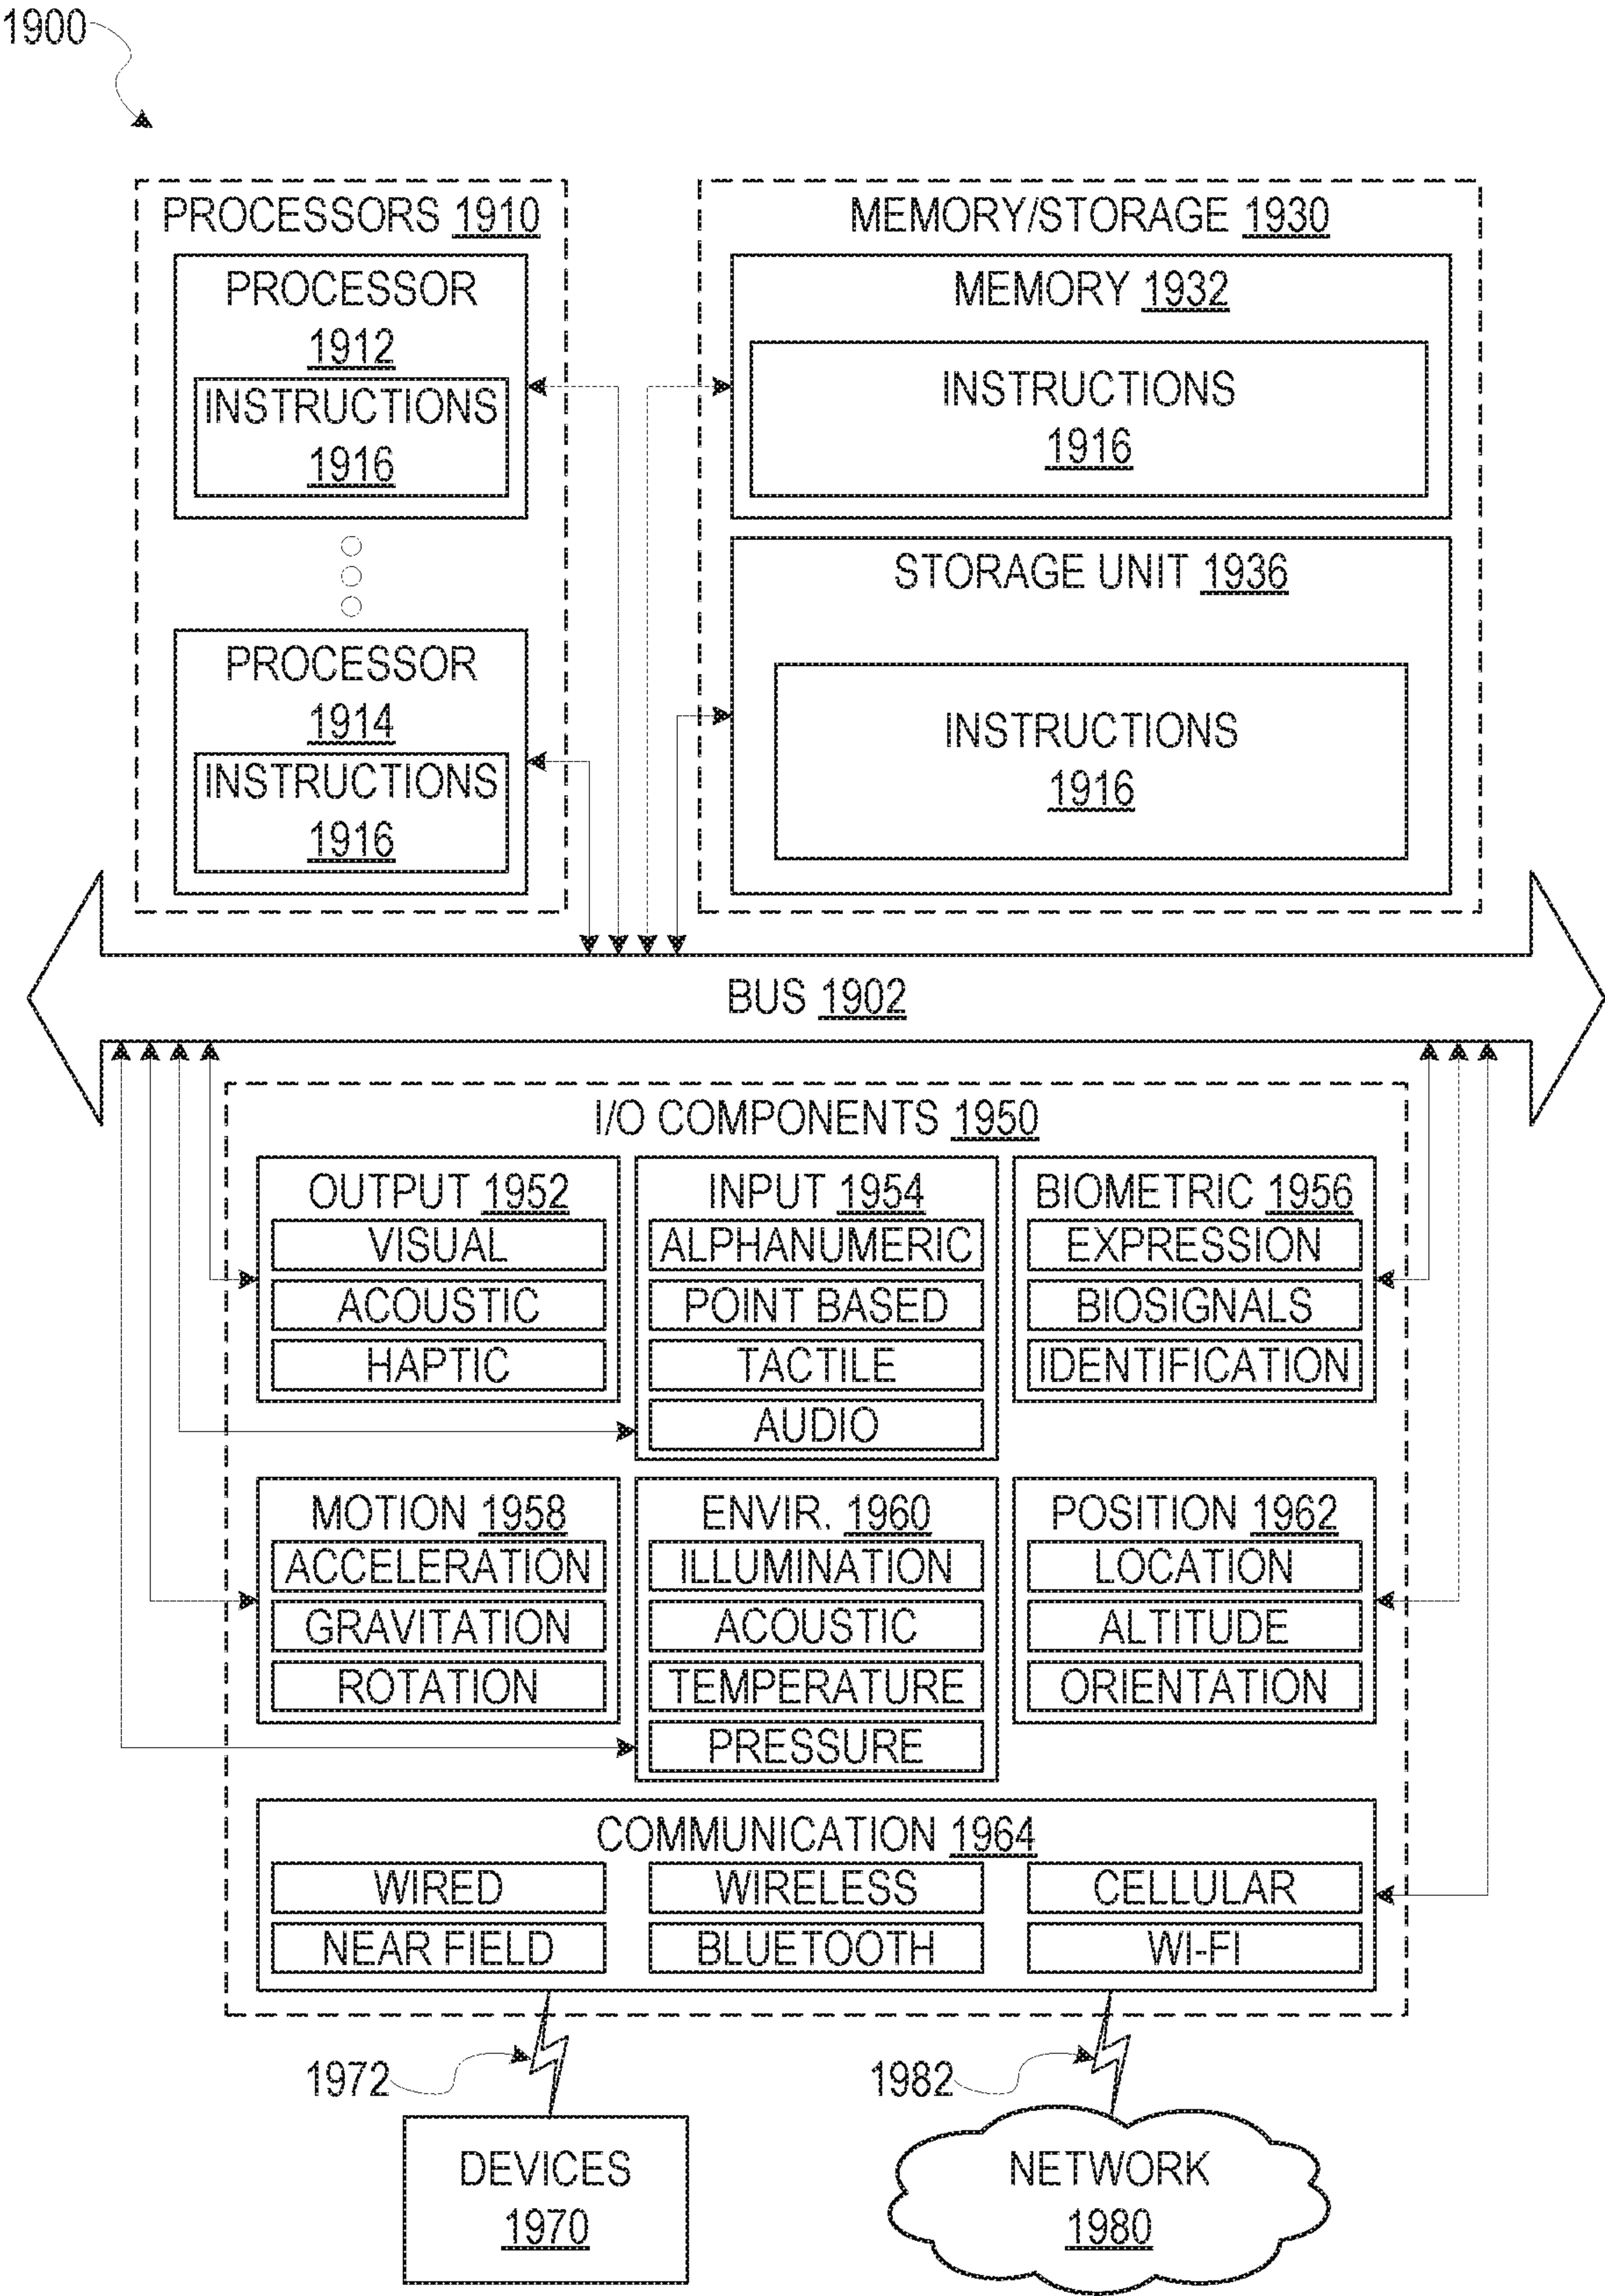 1900
PROCESSORS 1910
PROCESSOR
1912
INSTRUCTIONS
1916
PROCESSOR
1914
INSTRUCTIONS
1916
MEMORY/STORAGE 1930
MEMORY 1932
INSTRUCTIONS
1916
STORAGE UNIT 1936
INSTRUCTIONS
1916
BUS 1902
I/O COMPONENTS 1950
OUTPUT 1952
VISUAL
ACOUSTIC
HAPTIC
INPUT 1954
ALPHANUMERIC
POINT BASED
TACTILE
AUDIO
BIOMETRIC 1956
EXPRESSION
BIOSIGNALS
IDENTIFICATION
MOTION 1958
ACCELERATION
GRAVITATION
ROTATION
ENVIR. 1960
ILLUMINATION
ACOUSTIC
TEMPERATURE
PRESSURE
POSITION 1962
LOCATION
ALTITUDE
ORIENTATION
COMMUNICATION 1964
WIRED
WIRELESS
CELLULAR
NEAR FIELD
BLUETOOTH
WI-FI
1972
1982
DEVICES
1970
NETWORK
1980